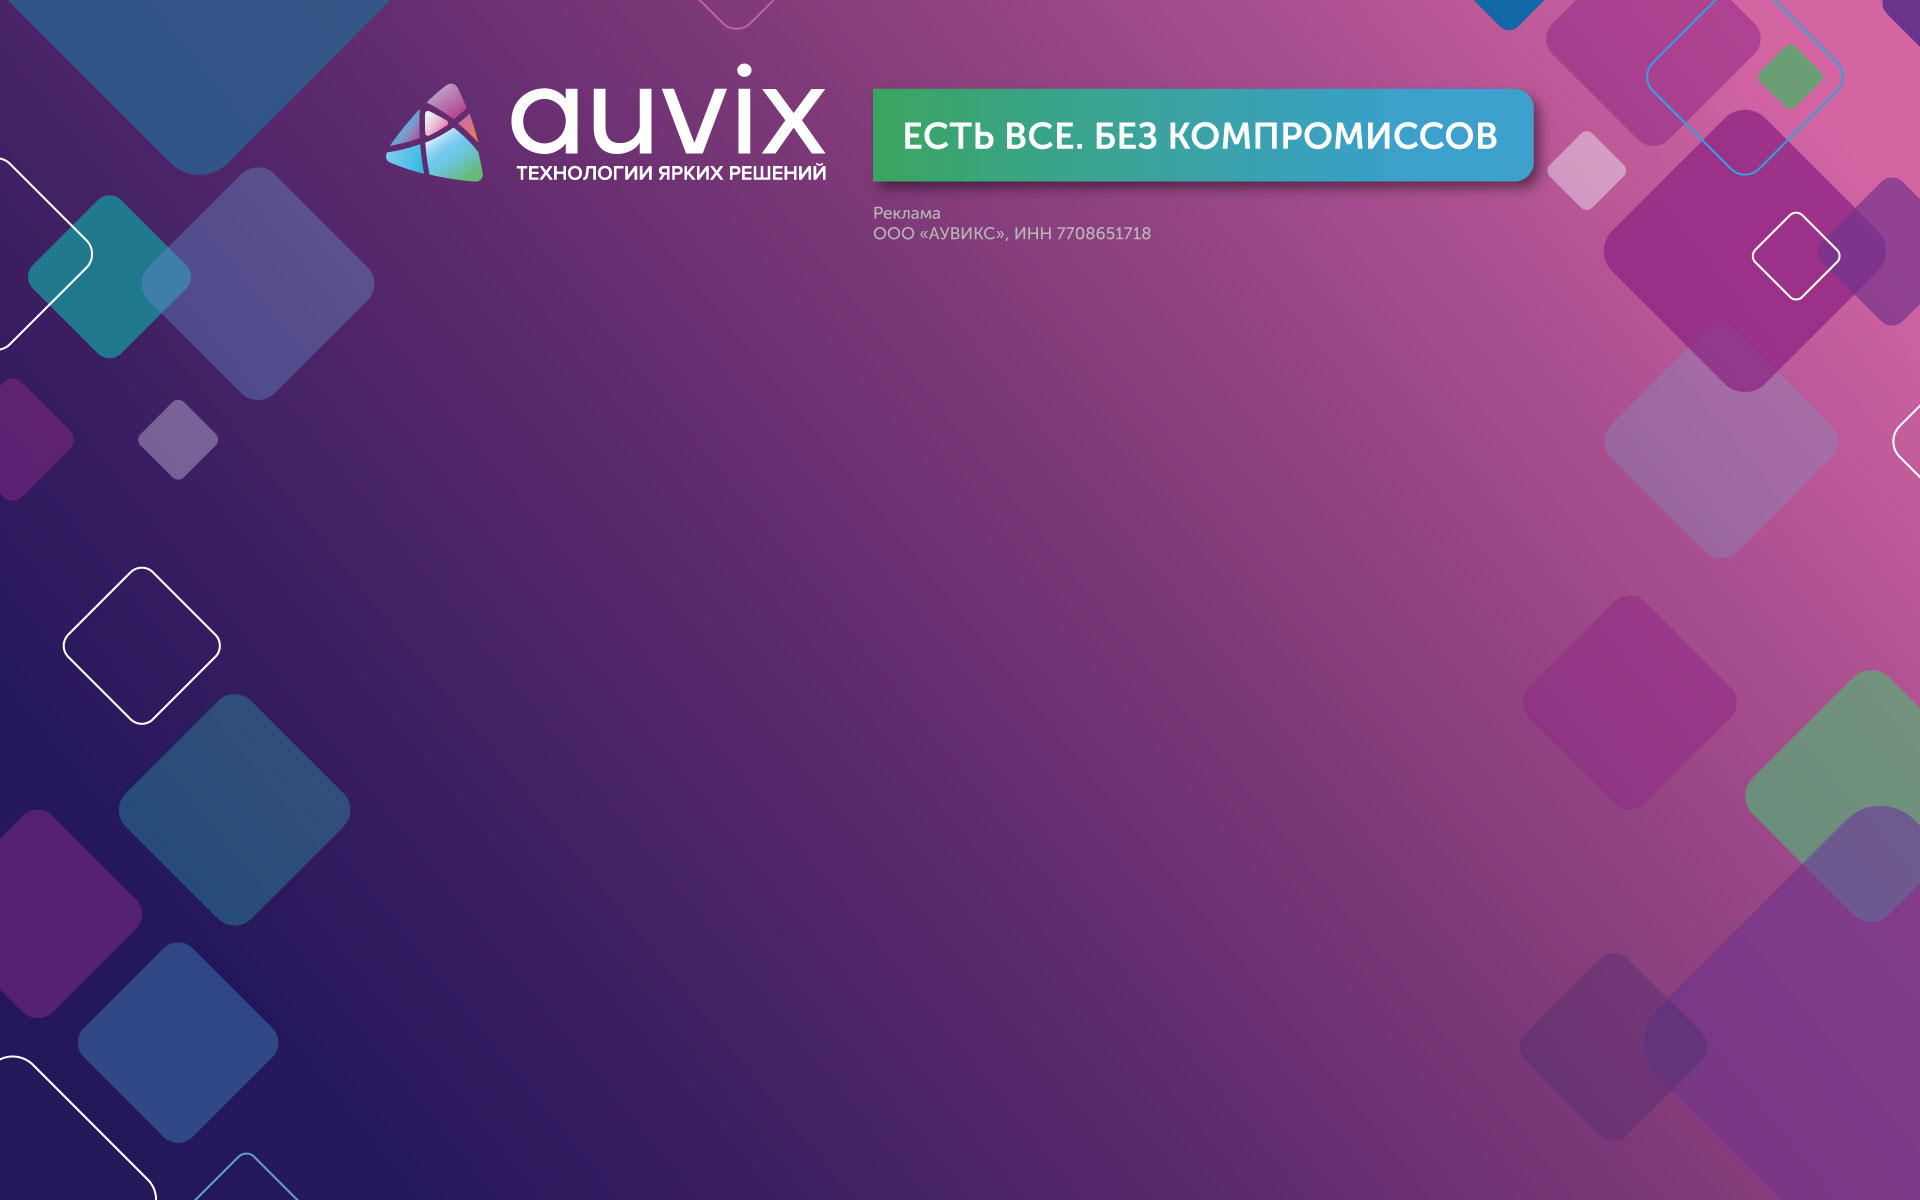 auvix
ТЕХНОЛОГИИ ЯРКИХ РЕШЕНИЙ
ЕСТЬ ВСЕ. БЕЗ КОМПРОМИССОВ
Реклама
ООО «АУВИКС», ИНН 7708651718